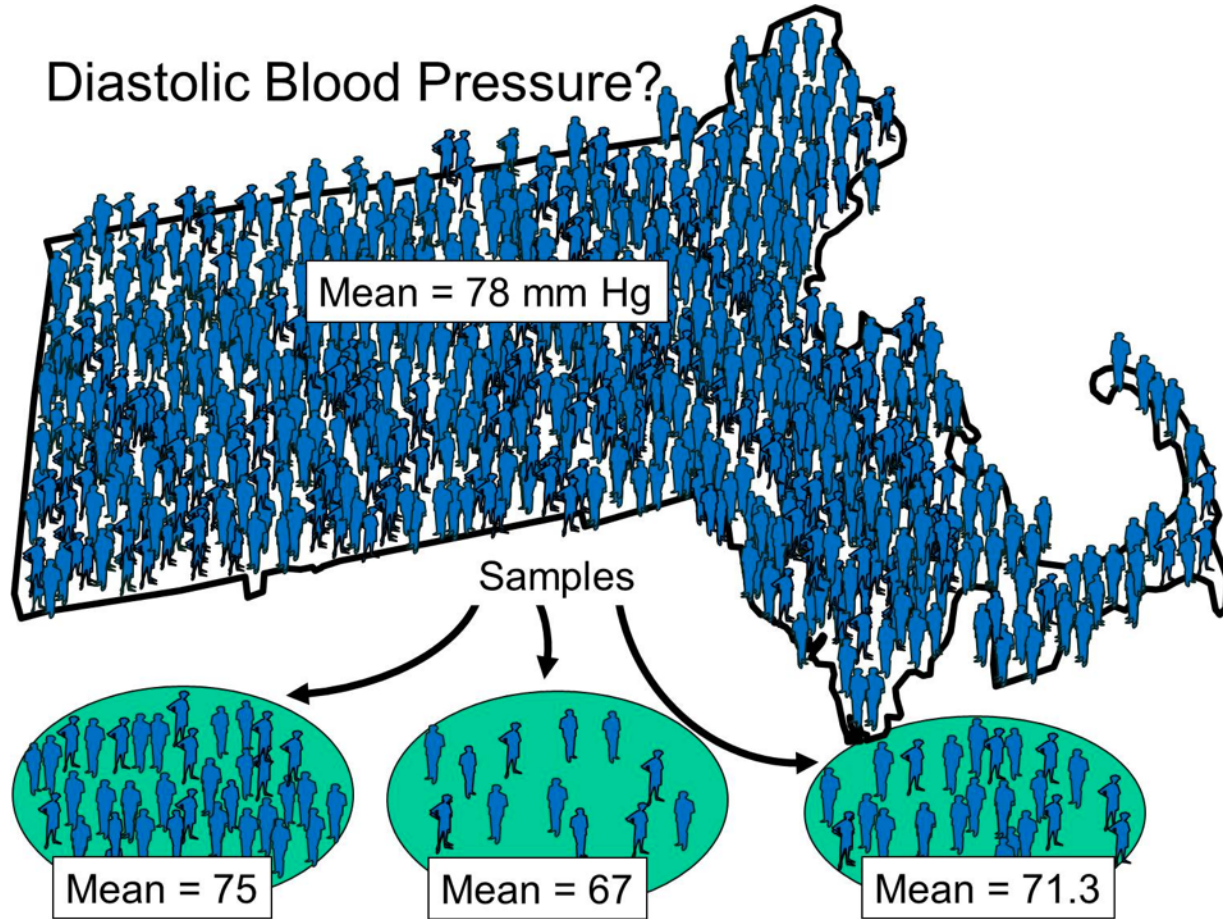 Diastolic Blood Pressure?
Mean = 78 mm Hg
Samples
Mean = 75
Mean = 67
Mean = 71.3